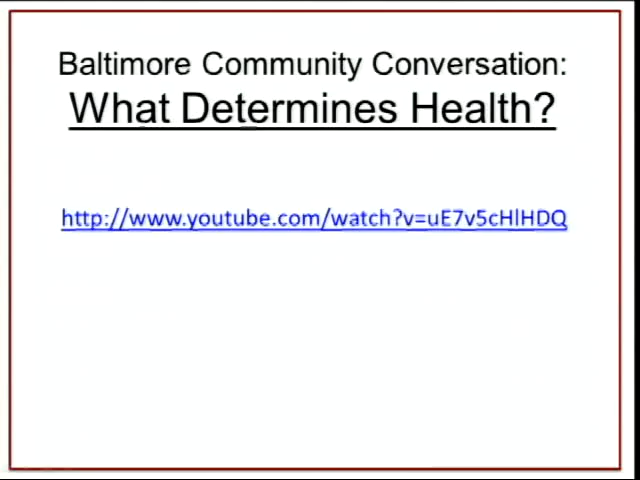 Baltimore Community Conversation:
What Determines Health?
http://www.youtube.com/watch?v=uE7v5cHlHDQ